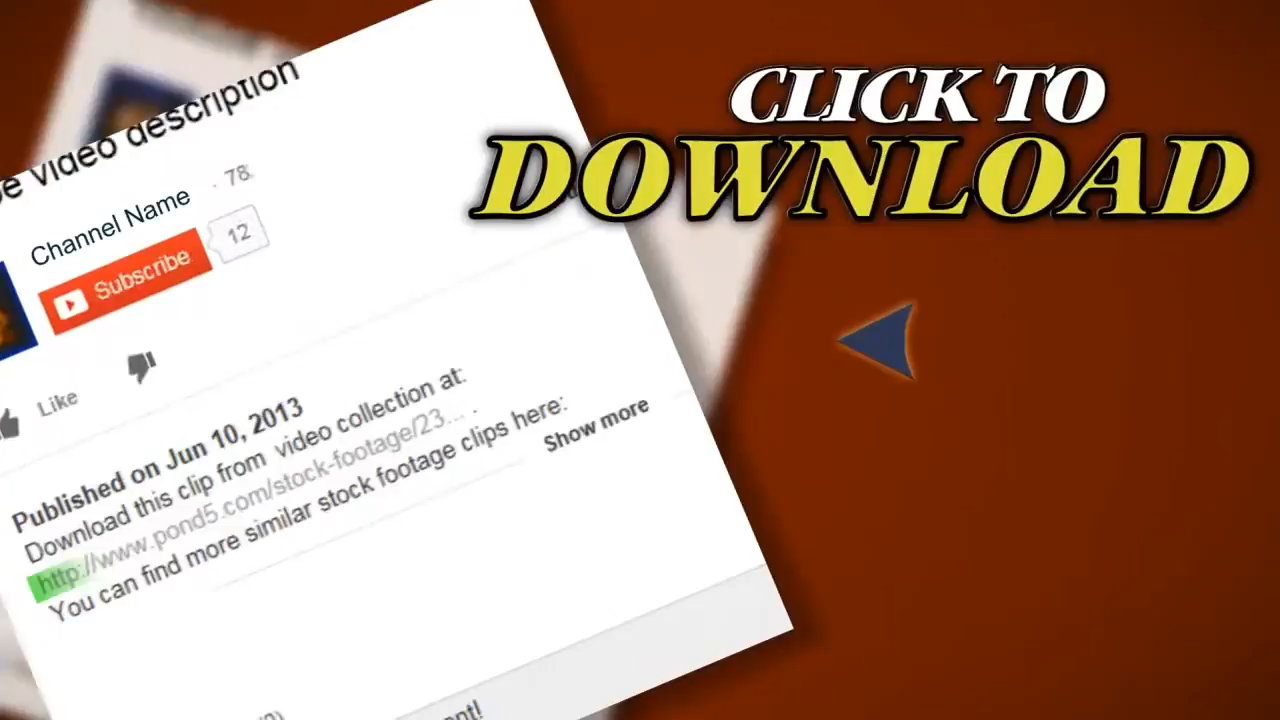 CLICK TO
DOWNLOAD
video description
Channel Name
78
Subscribe
12
Like
Published on Jun 10, 2013
Download this clip from video collection at:
http://www.pond5.com/stock-footage/23...
You can find more similar stock footage clips here:
Show more